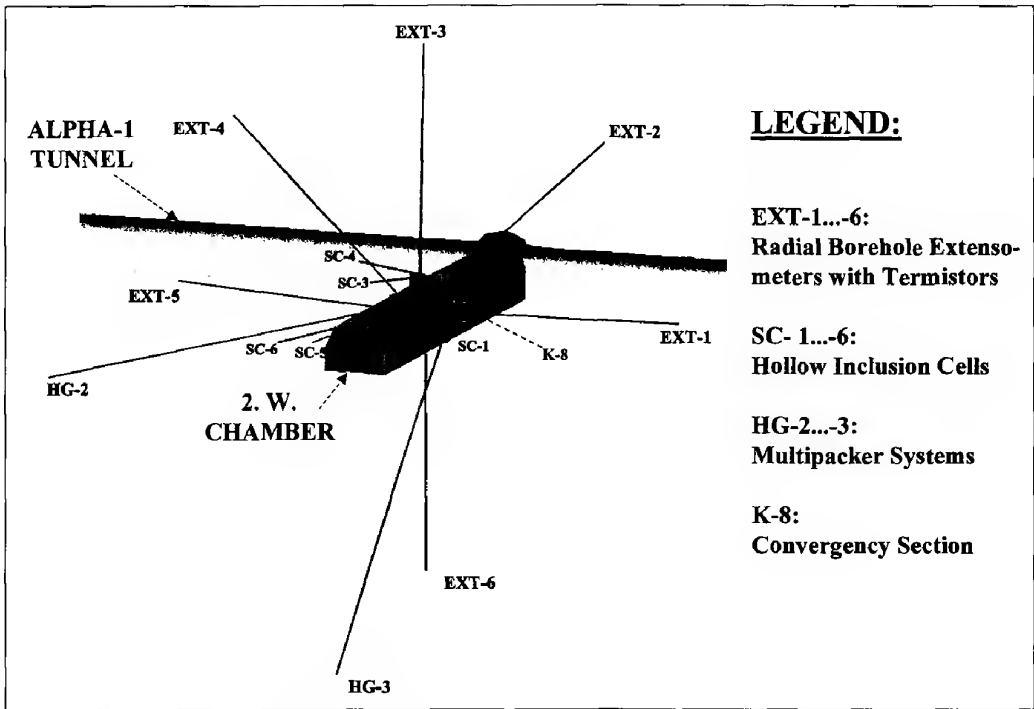 EXT-3
ALPHA-1
TUNNEL
EXT-4
EXT-2
SC-4
SC-3
EXT-5
EXT-1
SC-1
K-8
SC-6
SC-5
HG-2
2. W.
CHAMBER
EXT-6
HG-3
LEGEND:
EXT-1...-6:
Radial Borehole Extenso-
meters with Termistors
SC- 1...-6:
Hollow Inclusion Cells
HG-2...-3:
Multipacker Systems
K-8:
Convergency Section